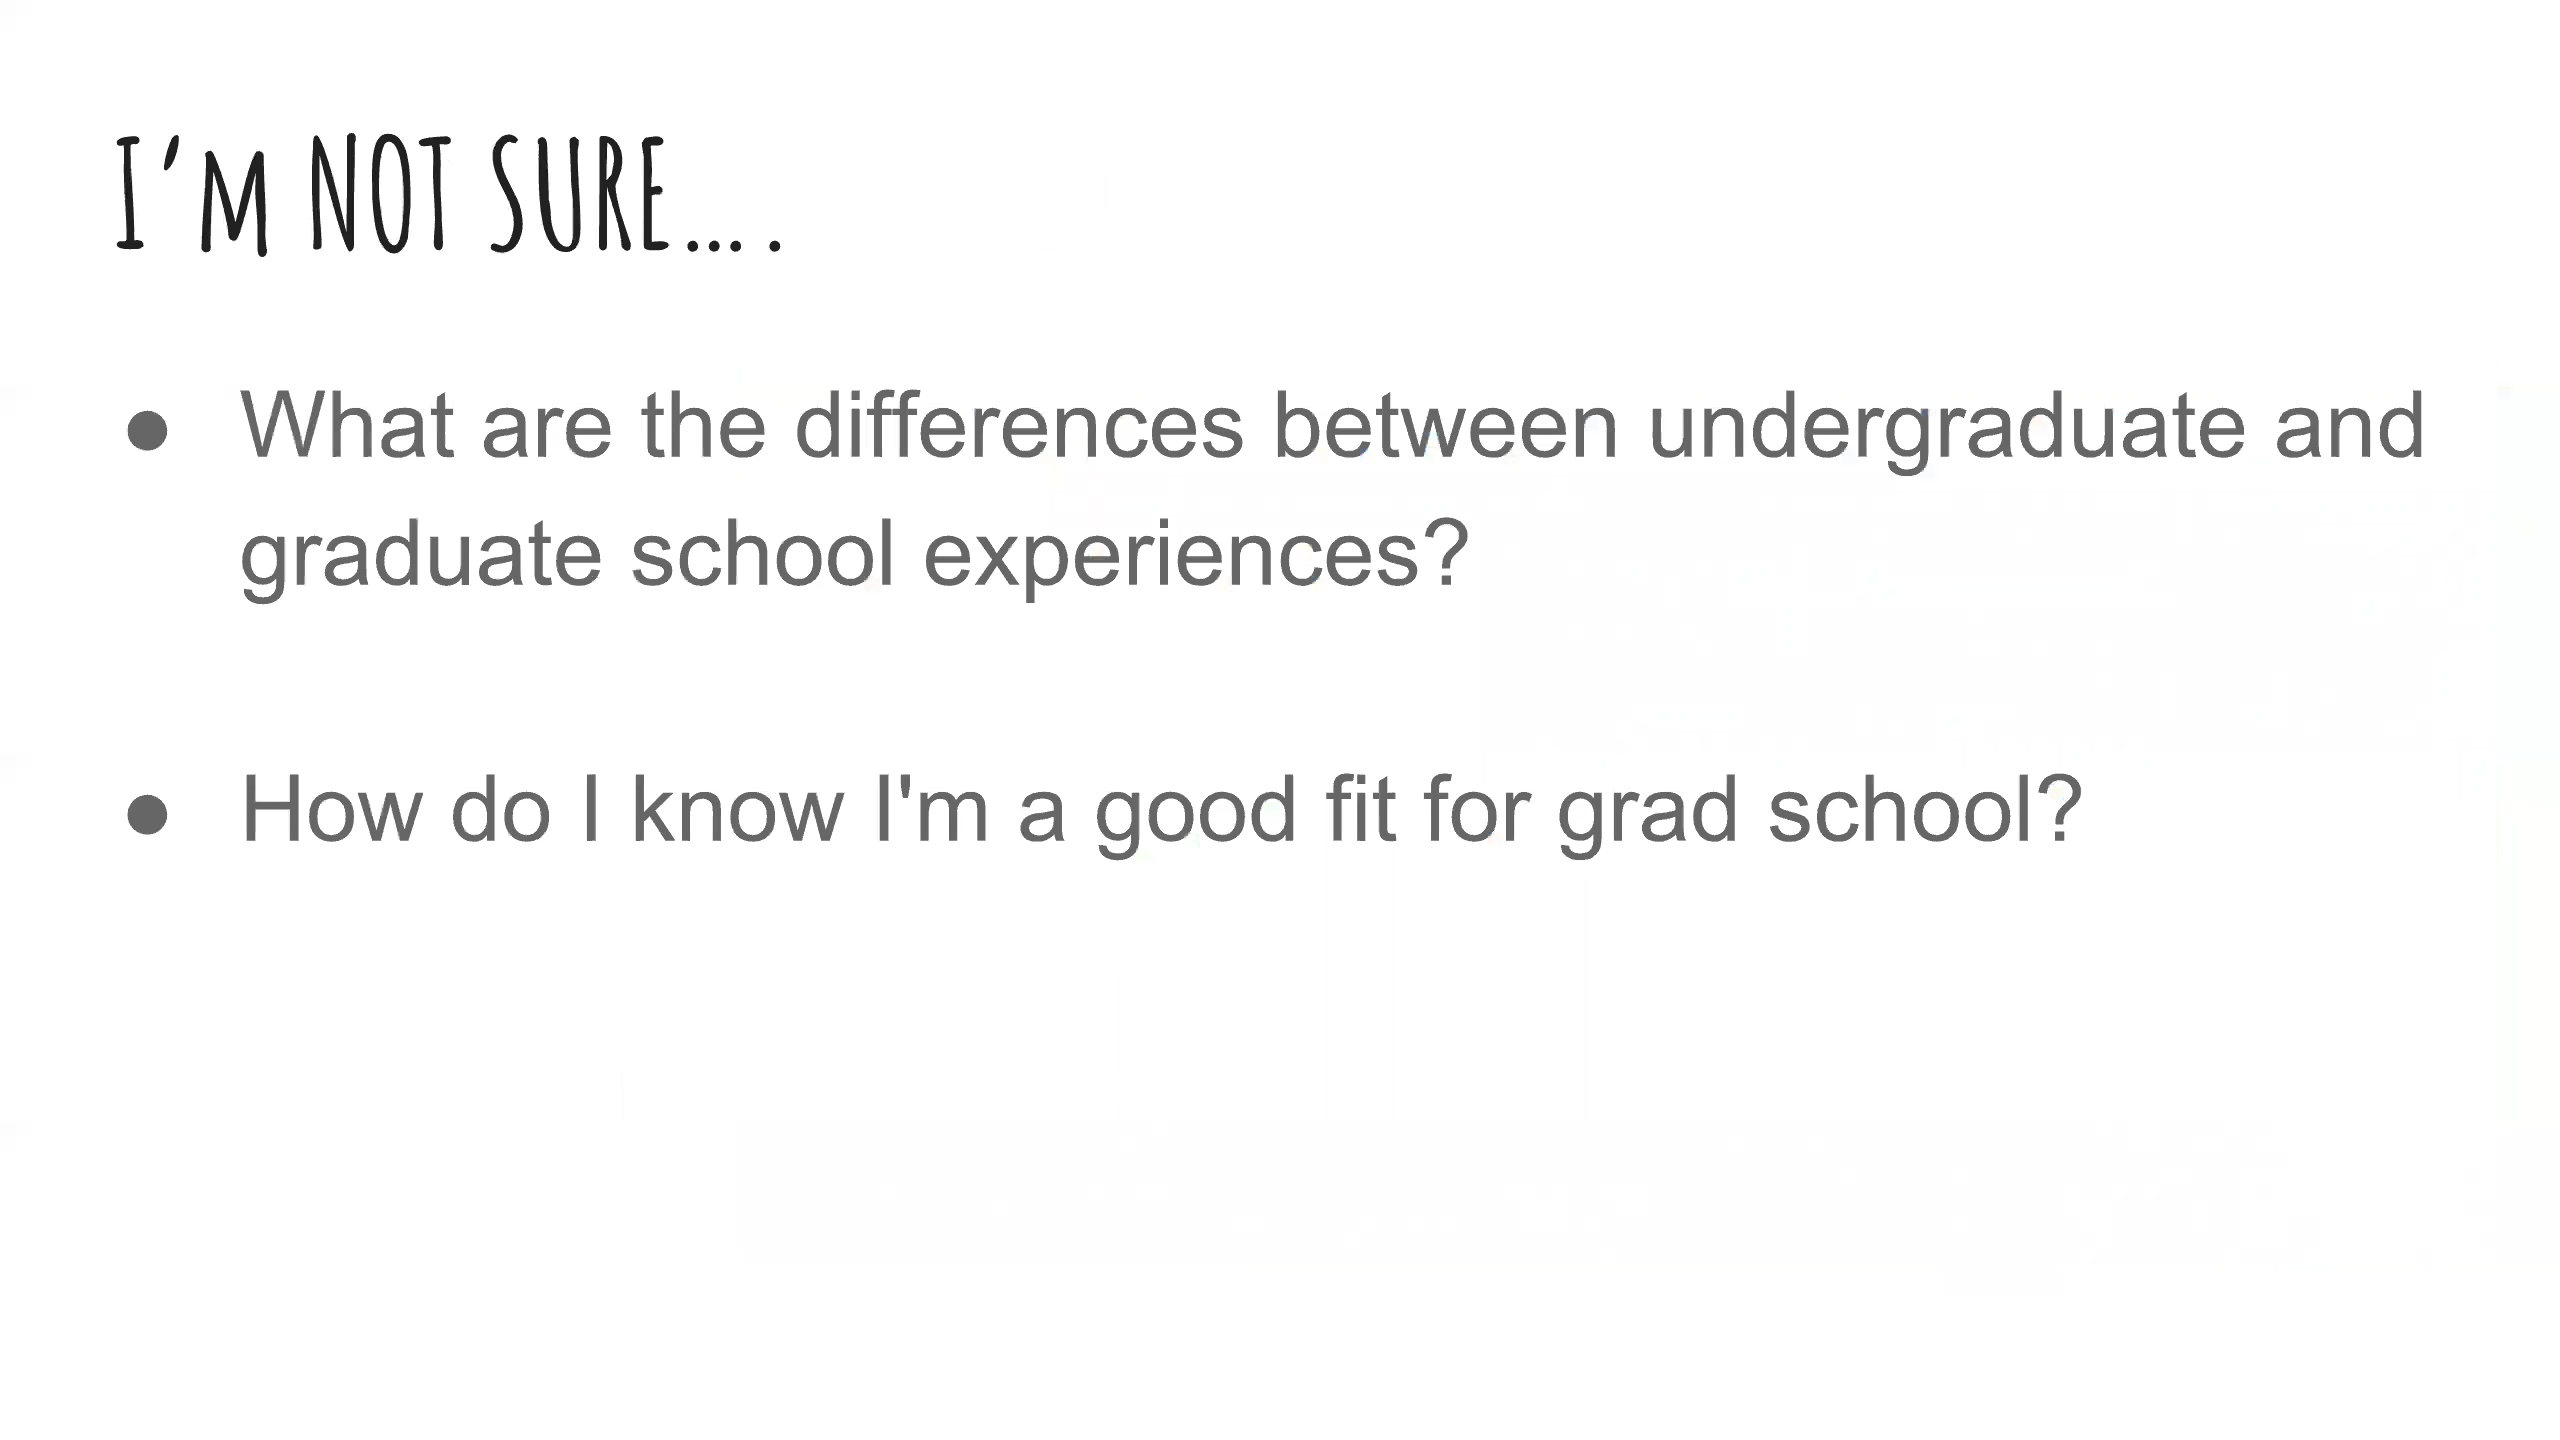 I'm NOT SURE....
● What are the differences between undergraduate and
graduate school experiences?
● How do I know I'm a good fit for grad school?